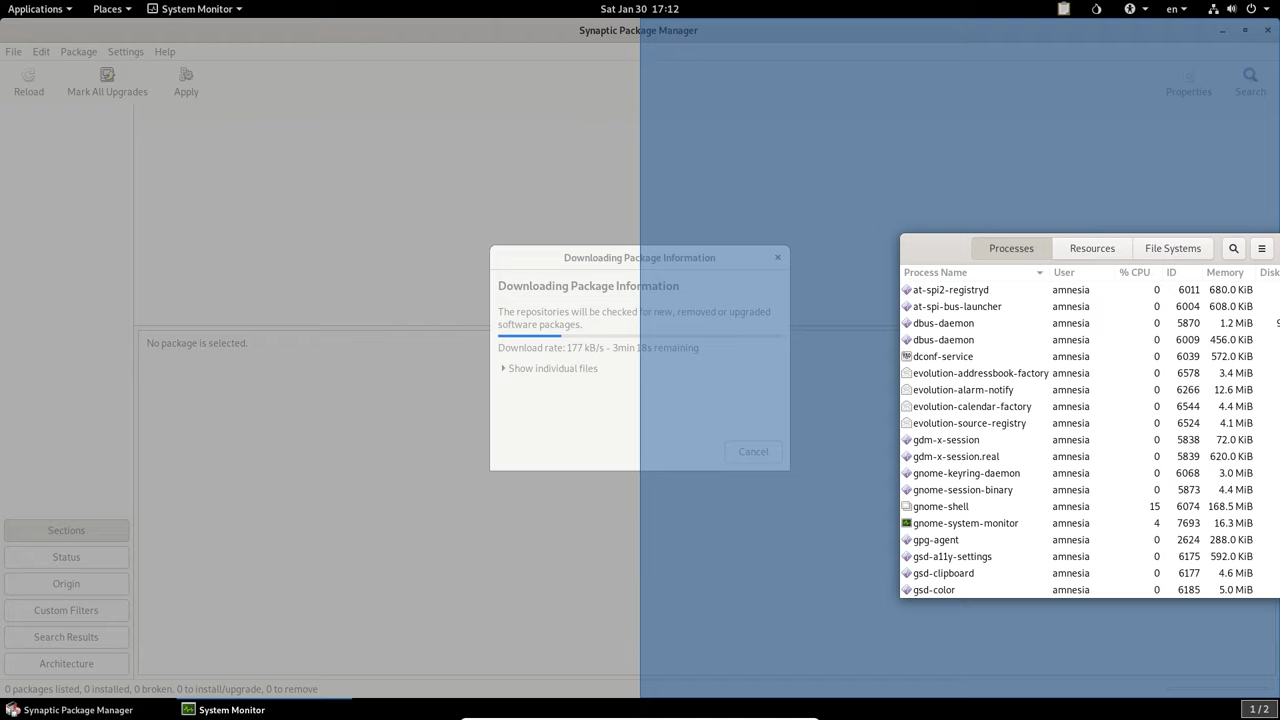 Applications Places System Monitor Sat Jan 30 17:12 en
Synaptic Package Manager
File Edit Package Settings Help
Reload Mark All Upgrades Apply Properties Search
Downloading Package Information
Downloading Package Information
The repositories will be checked for new, removed or upgraded
software packages.
Download rate: 177 kB/s - 3min 18s remaining
Show individual files
Cancel
No package is selected.
Processes Resources File Systems
Process Name User % CPU ID Memory Disk
at-spi2-registryd amnesia 0 6011 680.0 KiB
at-spi-bus-launcher amnesia 0 6004 608.0 KiB
dbus-daemon amnesia 0 5870 1.2 MiB 9
dbus-daemon amnesia 0 6009 456.0 KiB
dconf-service amnesia 0 6039 572.0 KiB
evolution-addressbook-factory amnesia 0 6578 3.4 MiB
evolution-alarm-notify amnesia 0 6266 12.6 MiB
evolution-calendar-factory amnesia 0 6544 4.4 MiB
evolution-source-registry amnesia 0 6524 4.1 MiB
gdm-x-session amnesia 0 5838 72.0 KiB
gdm-x-session.real amnesia 0 5839 620.0 KiB
gnome-keyring-daemon amnesia 0 6068 3.0 MiB
gnome-session-binary amnesia 0 5873 4.4 MiB
gnome-shell amnesia 15 6074 168.5 MiB
gnome-system-monitor amnesia 4 7693 16.3 MiB
gpg-agent amnesia 0 2624 288.0 KiB
gsd-a11y-settings amnesia 0 6175 592.0 KiB
gsd-clipboard amnesia 0 6177 4.6 MiB
gsd-color amnesia 0 6185 5.0 MiB
Sections
Status
Origin
Custom Filters
Search Results
Architecture
0 packages listed, 0 installed, 0 broken. 0 to install/upgrade, 0 to remove
Synaptic Package Manager System Monitor 1 / 2